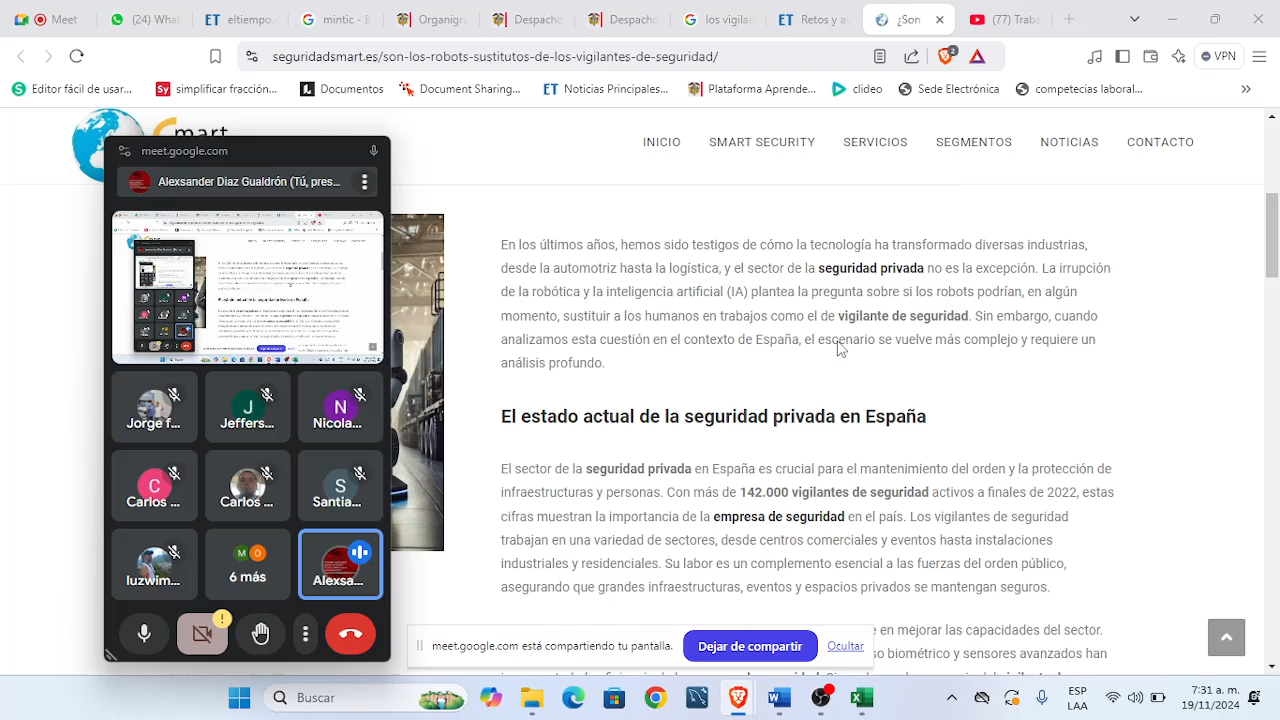 Meet
(24) What
eltiempo.
mintic - B
Organigra
Despacho
Despacho
los vigilan
Retos y av
¿Son
(77) Traba
seguridadsmart.es/son-los-robots-sustitutos-de-los-vigilantes-de-seguridad/
2
VPN
Editor fácil de usar...
simplificar fracción...
Documentos
Document Sharing...
Noticias Principales...
Plataforma Aprende...
clideo
Sede Electrónica
competecias laboral...
INICIO
SMART SECURITY
SERVICIOS
SEGMENTOS
NOTICIAS
CONTACTO
meet.google.com
Alexsander Diaz Gualdrón (Tú, pres...
Jorge ...
J
Jeffers...
N
Nicola...
C
Carlos ...
Carlos ...
S
Santia...
luzwim...
M
O
6 más
Alexsa...
!
En los últimos años, hemos sido testigos de cómo la tecnología ha transformado diversas industrias,
desde la automotriz hasta la logística, y el sector de la seguridad privada no es la excepción. La irrupción
de la robótica y la inteligencia artificial (IA) plantea la pregunta sobre si los robots podrían, en algún
momento, sustituir a los humanos en trabajos como el de vigilante de seguridad. Sin embargo, cuando
analizamos esta cuestión en el contexto de España, el escenario se vuelve más complejo y requiere un
análisis profundo.
El estado actual de la seguridad privada en España
El sector de la seguridad privada en España es crucial para el mantenimiento del orden y la protección de
infraestructuras y personas. Con más de 142.000 vigilantes de seguridad activos a finales de 2022, estas
cifras muestran la importancia de la empresa de seguridad en el país. Los vigilantes de seguridad
trabajan en una variedad de sectores, desde centros comerciales y eventos hasta instalaciones
industriales y residenciales. Su labor es un complemento esencial a las fuerzas del orden público,
asegurando que grandes infraestructuras, eventos y espacios privados se mantengan seguros.
e en mejorar las capacidades del sector.
so biométrico y sensores avanzados han
meet.google.com está compartiendo tu pantalla.
Dejar de compartir
Ocultar
Buscar
ESP
LAA
7:31 a. m.
19/11/2024